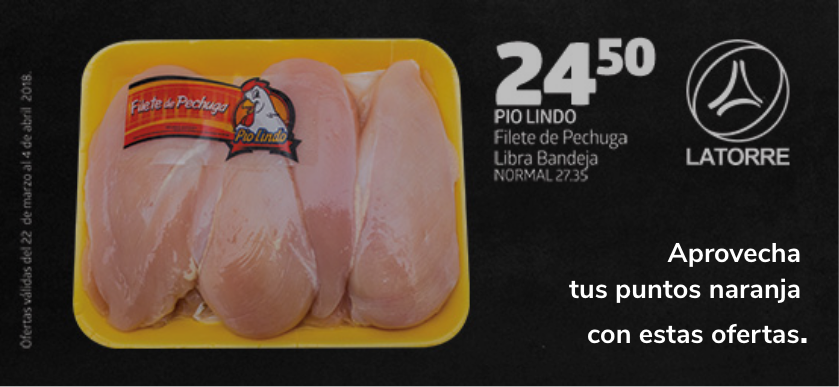 Ofertas válidas del 22 de marzo al 4 de abril 2018.
Filete de Pechuga
Pio Lindo
24 50
PIO LINDO
Filete de Pechuga
Libra Bandeja
NORMAL 27.35
LATORRE
Aprovecha
tus puntos naranja
con estas ofertas.